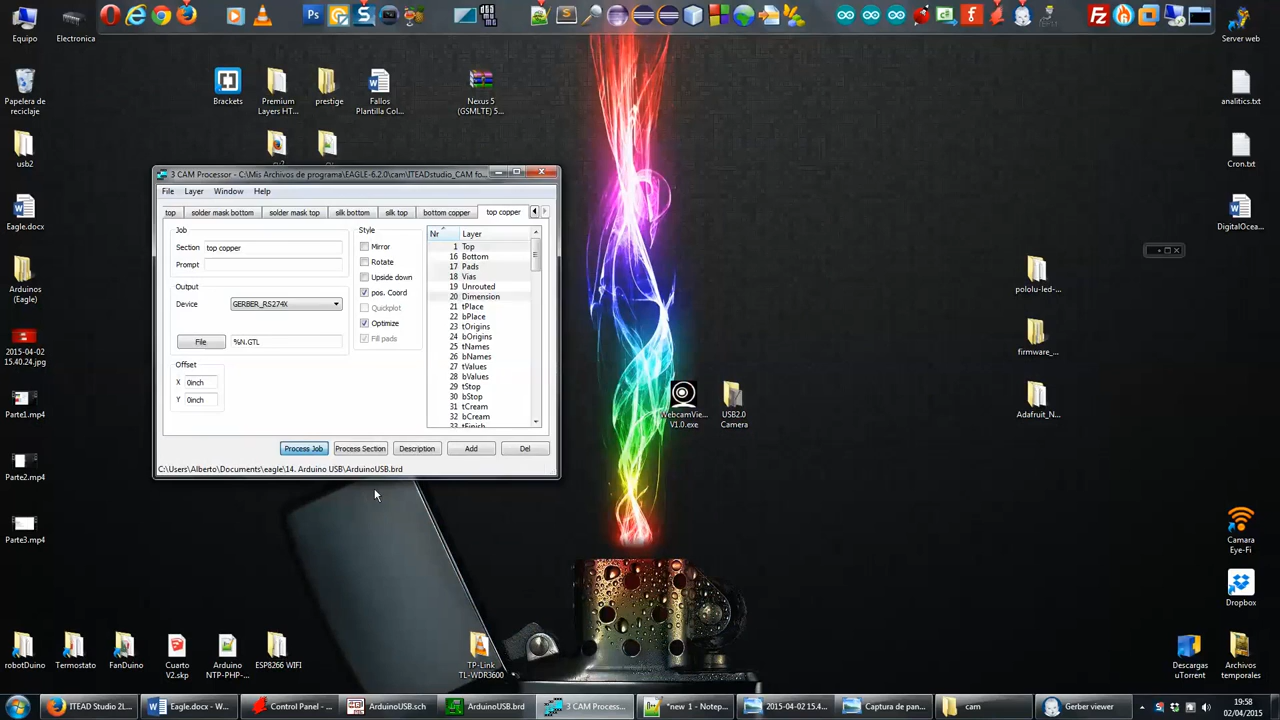 Ps
S
Fz
Equipo
Electronica
Server web
Papelera de
reciclaje
Brackets
Premium
Layers HT...
prestige
Fallos
Plantilla Col...
Nexus 5
(GSMLTE) 5...
analitics.txt
usb2
Cron.txt
3 CAM Processor - C:\Mis Archivos de programa\EAGLE-6.2.0\cam\ITEADstudio_CAM fo...
File Layer Window Help
top solder mask bottom solder mask top silk bottom silk top bottom copper top copper
Job
Section top copper
Prompt
Output
Device GERBER_RS274X
File %N.GTL
Offset
X 0inch
Y 0inch
Style
Mirror
Rotate
Upside down
pos. Coord
Quickplot
Optimize
Fill pads
Nr Layer
1 Top
16 Bottom
17 Pads
18 Vias
19 Unrouted
20 Dimension
21 tPlace
22 bPlace
23 tOrigins
24 bOrigins
25 tNames
26 bNames
27 tValues
28 bValues
29 tStop
30 bStop
31 tCream
32 bCream
33 tFinish
Process Job Process Section Description Add Del
C:\Users\Alberto\Documents\eagle\14. Arduino USB\ArduinoUSB.brd
Eagle.docx
DigitalOcea...
Arduinos
(Eagle)
pololu-led-...
2015-04-02
15.40.24.jpg
firmware_...
Parte1.mp4
V1.0.exe
USB2.0
Camera
Adafruit_N...
Parte2.mp4
Parte3.mp4
Camara
Eye-Fi
Dropbox
robotDuino
Termostato
FanDuino
Cuarto
V2.skp
Arduino
NTP-PHP-...
ESP8266 WIFI
TP-Link
TL-WDR3600
Descargas
uTorrent
Archivos
temporales
ITEAD Studio 2L...
Eagle.docx - W...
Control Panel - ...
ArduinoUSB.sch
ArduinoUSB.brd
3 CAM Proces...
*new 1 - Notep...
2015-04-02 15.4...
Captura de pan...
cam
Gerber viewer
19:58
02/04/2015